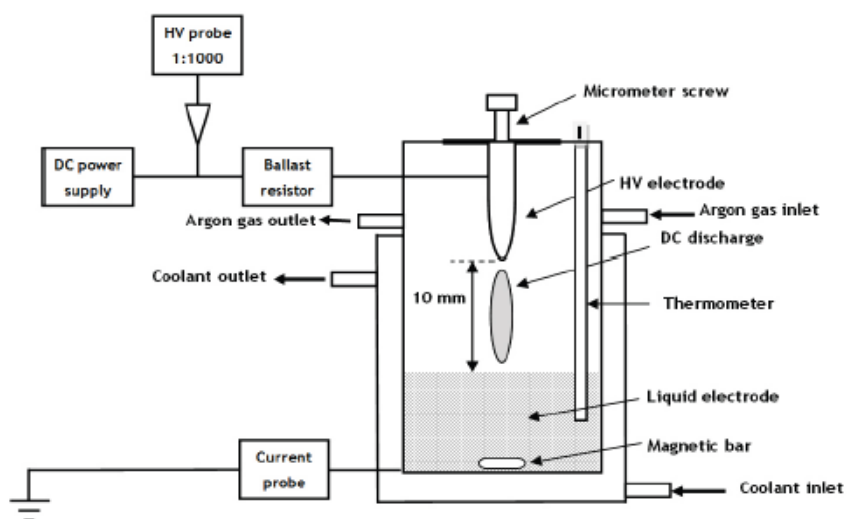 HV probe
1:1000
Micrometer screw
DC power
supply
Ballast
resistor
HV electrode
Argon gas outlet
Argon gas inlet
DC discharge
Coolant outlet
10 mm
Thermometer
Liquid electrode
Magnetic bar
Current
probe
Coolant inlet